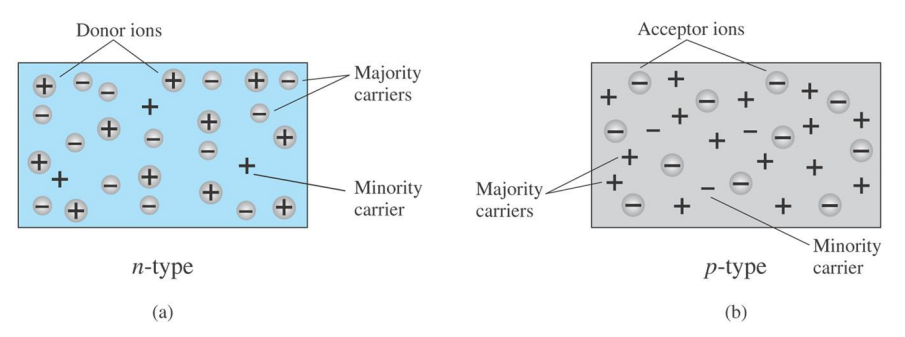 Donor ions
Majority
carriers
Minority
carrier
n-type
(a)
Acceptor ions
Majority
carriers
Minority
carrier
p-type
(b)